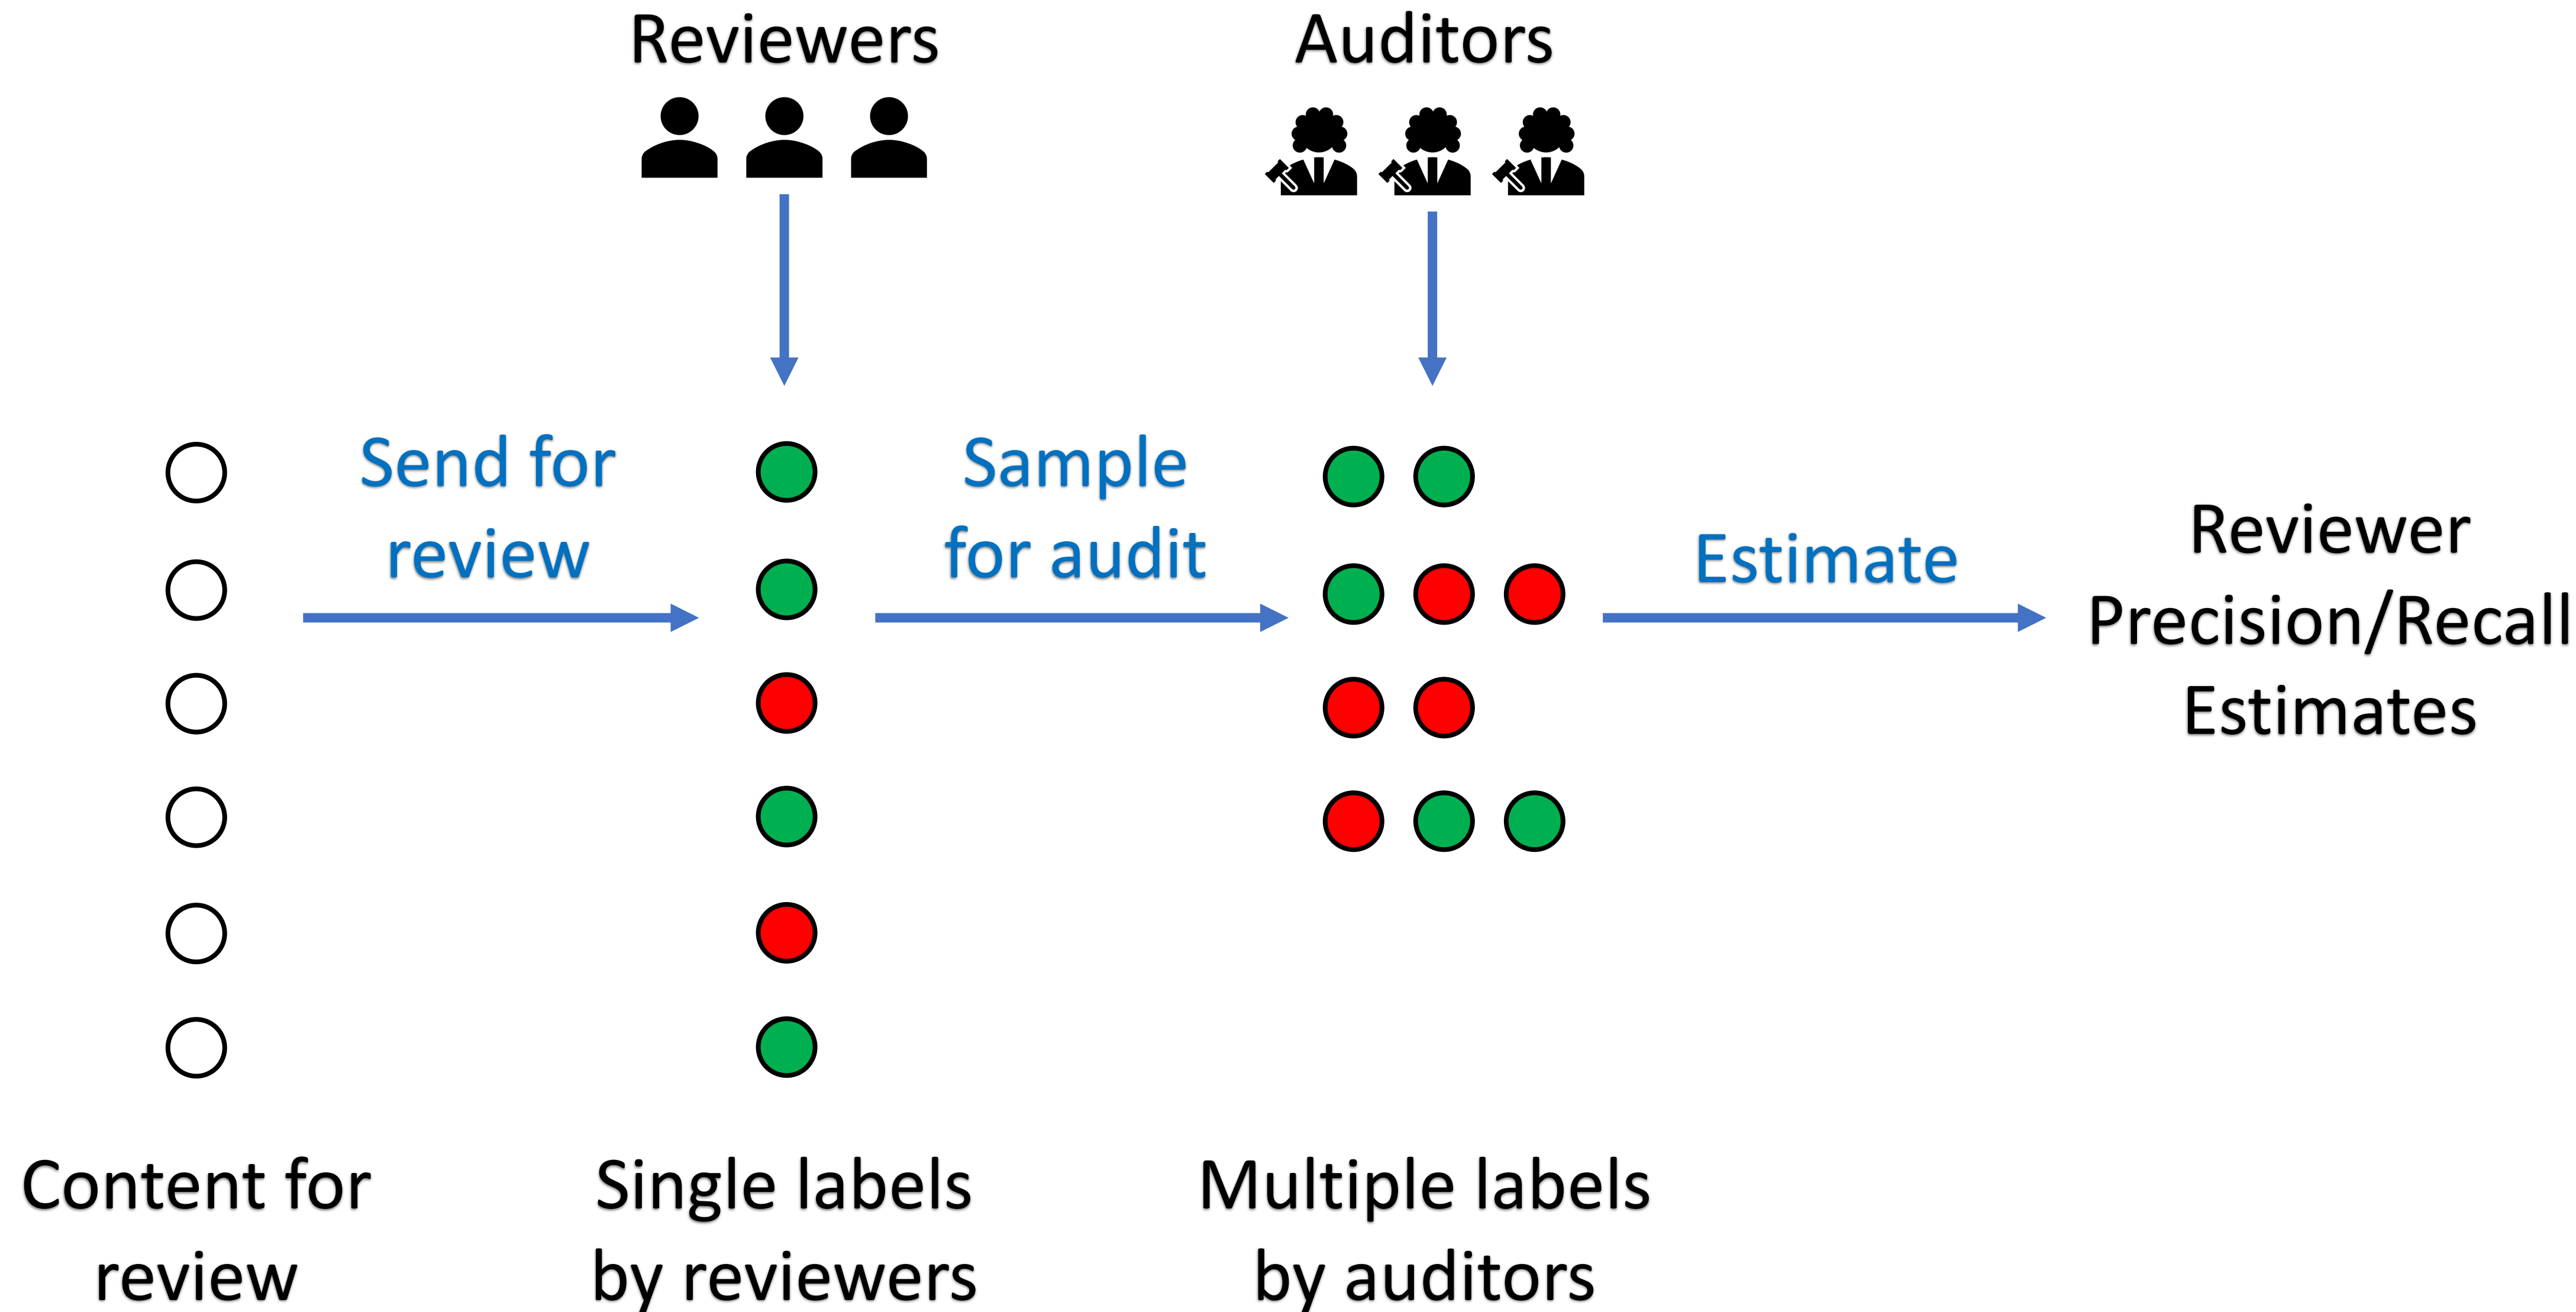 Reviewers
Auditors
Send for
review
Sample
for audit
Estimate
Reviewer
Precision/Recall
Estimates
Content for
review
Single labels
by reviewers
Multiple labels
by auditors